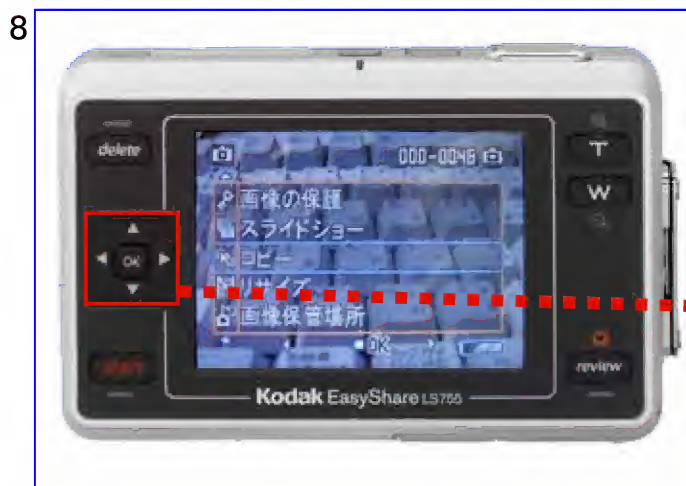 8
delete
000-0046
画像の保護
スライドショー
コピー
リサイズ
画像保管場所
OK
OK
T
W
review
Kodak EasyShare LS755